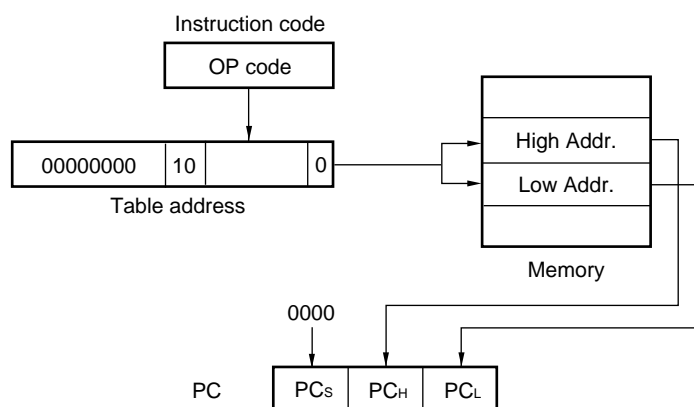 Instruction code
OP code
00000000 10 0
Table address
High Addr.
Low Addr.
Memory
0000
PC PCS PCH PCL